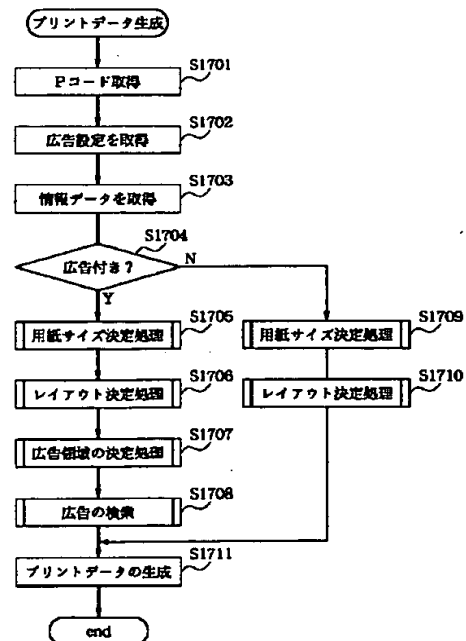 プリントデータ生成
S1701
Pコード取得
S1702
広告設定を取得
S1703
情報データを取得
S1704
広告付き？
N
Y
S1705
用紙サイズ決定処理
S1709
用紙サイズ決定処理
S1706
レイアウト決定処理
S1710
レイアウト決定処理
S1707
広告領域の決定処理
S1708
広告の検索
S1711
プリントデータの生成
end